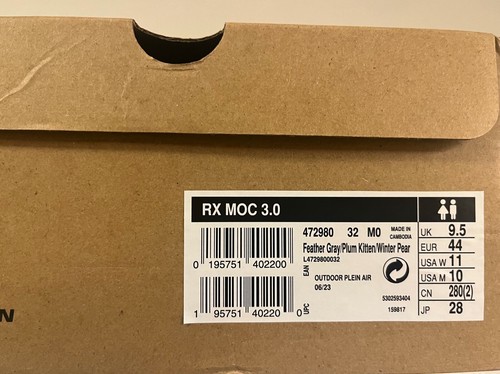 RX MOC 3.0
472980 32 M0 MADE IN CAMBODIA
Feather Gray/Plum Kitten/Winter Pear
L4729800032
EAN
0 195751 402200
OUTDOOR PLEIN AIR
06/23
5302593404
159817
UPC
1 95751 40220 0
UK 9.5
EUR 44
USA W 11
USA M 10
CN 280(2)
JP 28
N